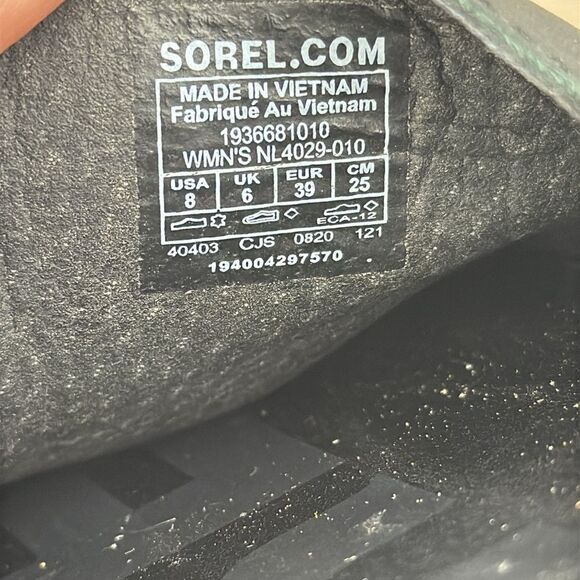 SOREL.COM
MADE IN VIETNAM
Fabriqué Au Vietnam
1936681010
WMN'S NL4029-010
USA UK EUR CM
8 6 39 25
ECA-12
40403 CJS 0820 121
194004297570